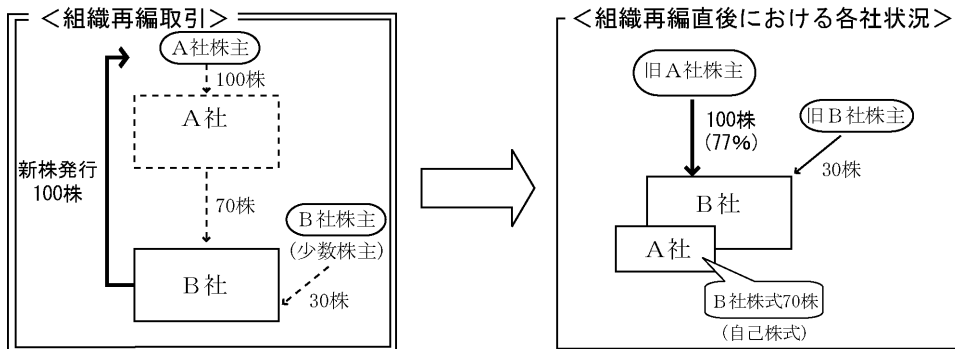 ＜組織再編取引＞
A社株主
100株
A社
新株発行
100株
70株
B社株主
(少数株主)
B社
30株
＜組織再編直後における各社状況＞
旧A社株主
100株
(77%)
旧B社株主
30株
B社
A社
B社株式70株
(自己株式)